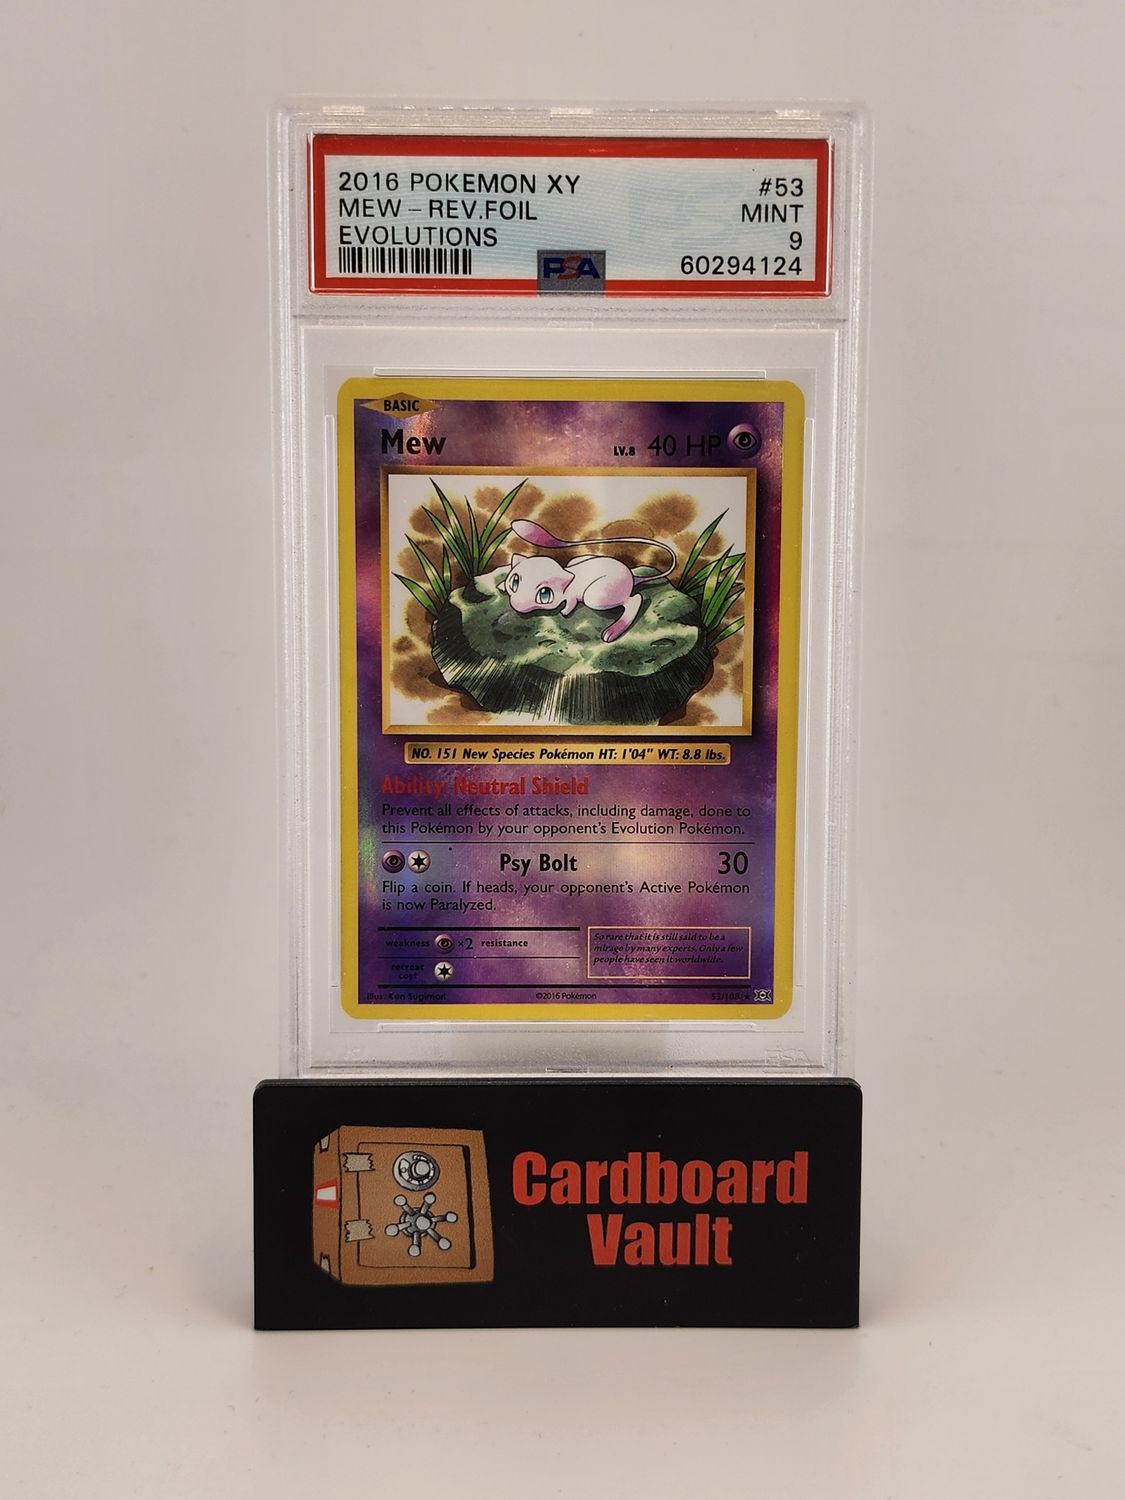 2016 POKEMON XY #53
MEW - REV.FOIL MINT
EVOLUTIONS 9
PSA 60294124
BASIC
Mew LV.8 40 HP
NO. 151 New Species Pokémon HT: 1'04" WT: 8.8 lbs.
Ability: Neutral Shield
Prevent all effects of attacks, including damage, done to
this Pokémon by your opponent's Evolution Pokémon.
Psy Bolt 30
Flip a coin. If heads, your opponent's Active Pokémon
is now Paralyzed.
weakness ×2 resistance
retreat
cost
So rare that it is still said to be a
mirage by many experts. Only a few
people have seen it worldwide.
Illus. Ken Sugimori ©2016 Pokémon 53/108 ★
PSA
Cardboard
Vault